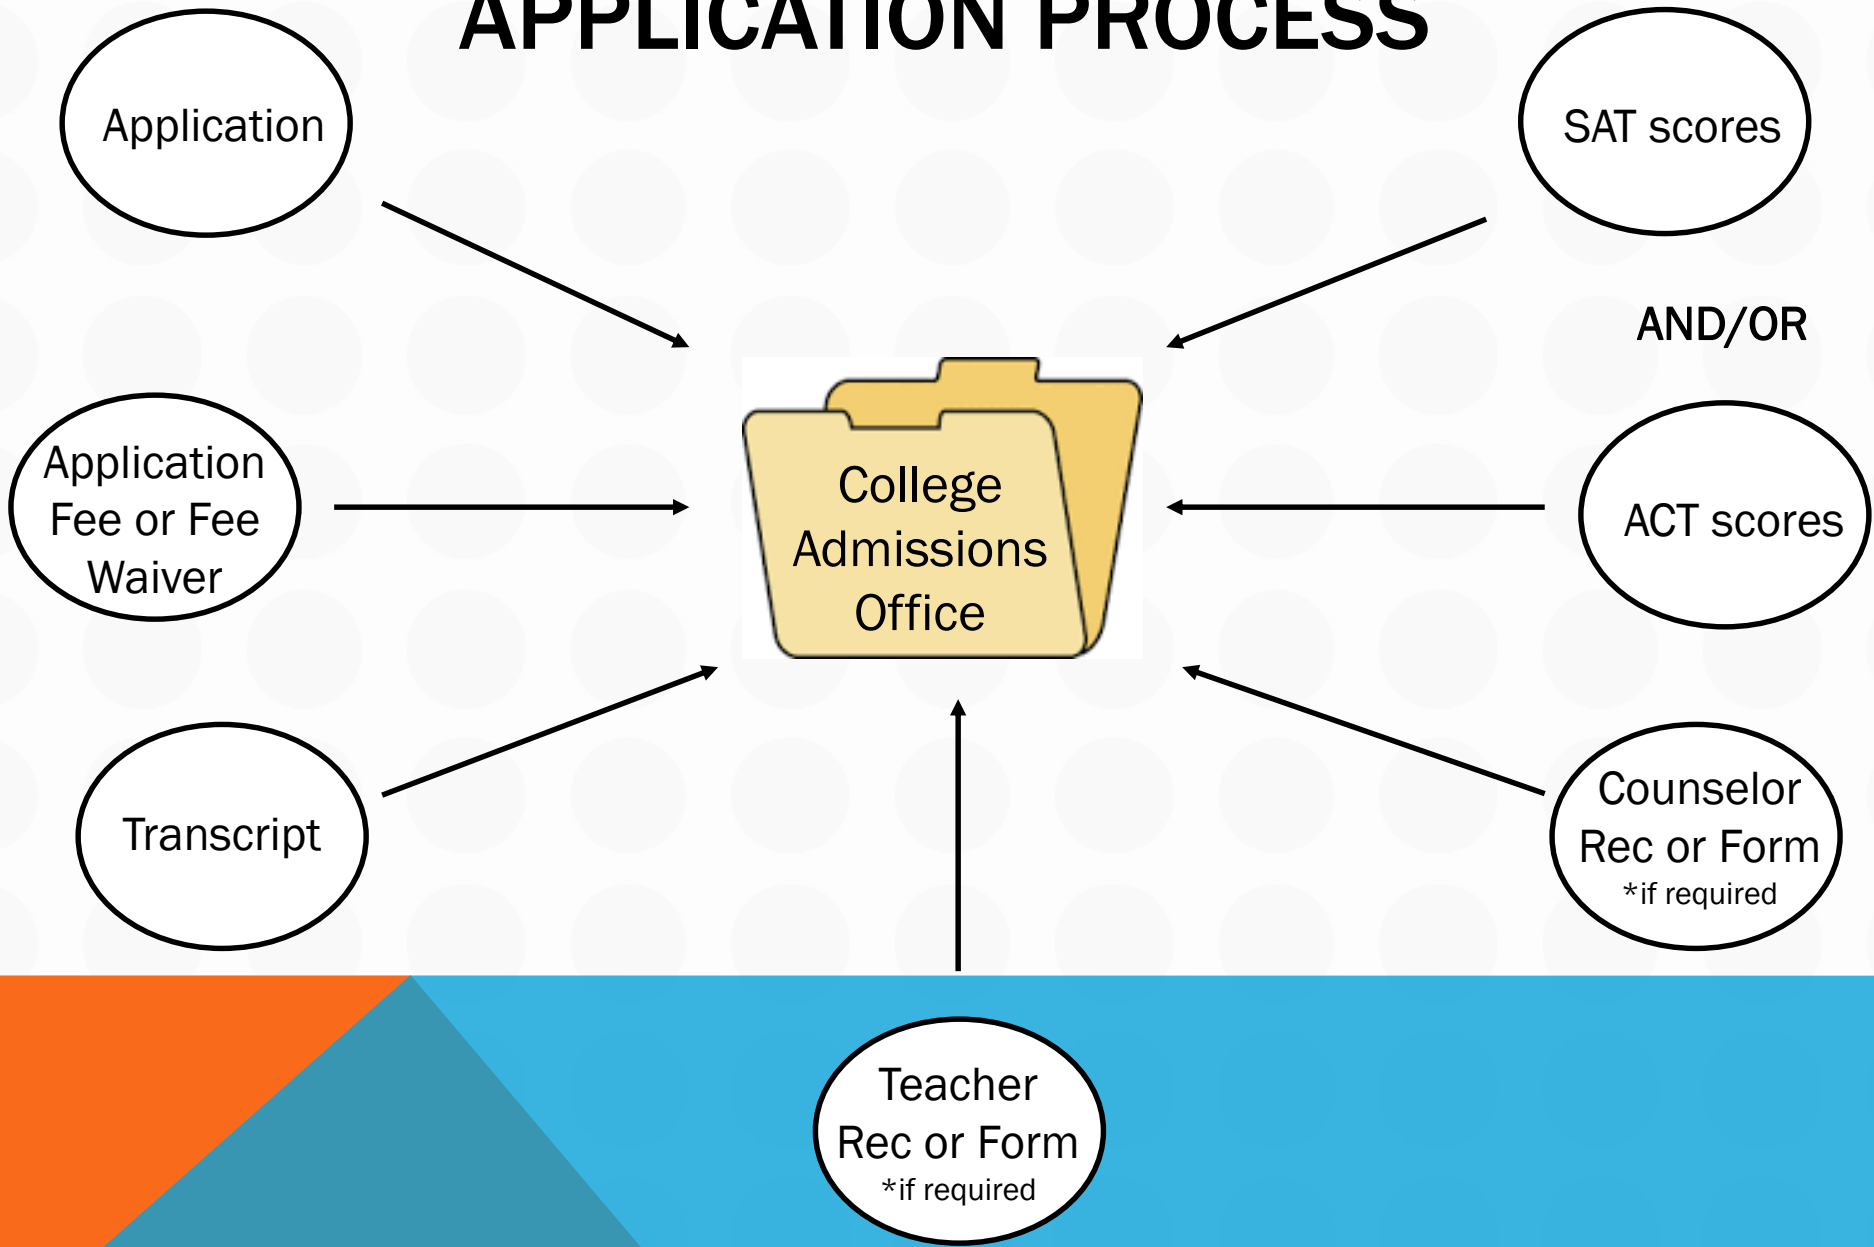 APPLICATION PROCESS
Application
SAT scores
AND/OR
Application
Fee or Fee
Waiver
College
Admissions
Office
ACT scores
Transcript
Counselor
Rec or Form
*if required
Teacher
Rec or Form
*if required